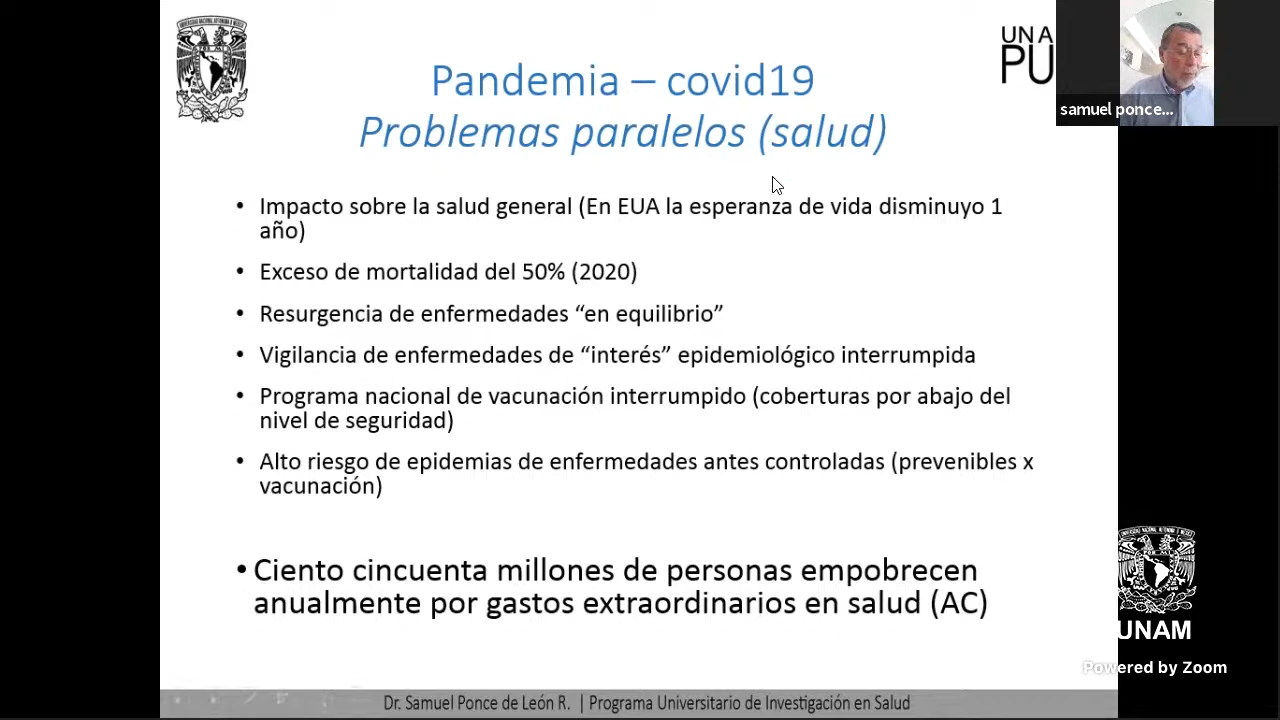 UNA
PU
samuel ponce...
Pandemia – covid19
Problemas paralelos (salud)
• Impacto sobre la salud general (En EUA la esperanza de vida disminuyo 1
año)
• Exceso de mortalidad del 50% (2020)
• Resurgencia de enfermedades “en equilibrio”
• Vigilancia de enfermedades de “interés” epidemiológico interrumpida
• Programa nacional de vacunación interrumpido (coberturas por abajo del
nivel de seguridad)
• Alto riesgo de epidemias de enfermedades antes controladas (prevenibles x
vacunación)
• Ciento cincuenta millones de personas empobrecen
anualmente por gastos extraordinarios en salud (AC)
UNAM
Powered by Zoom
Dr. Samuel Ponce de León R. | Programa Universitario de Investigación en Salud